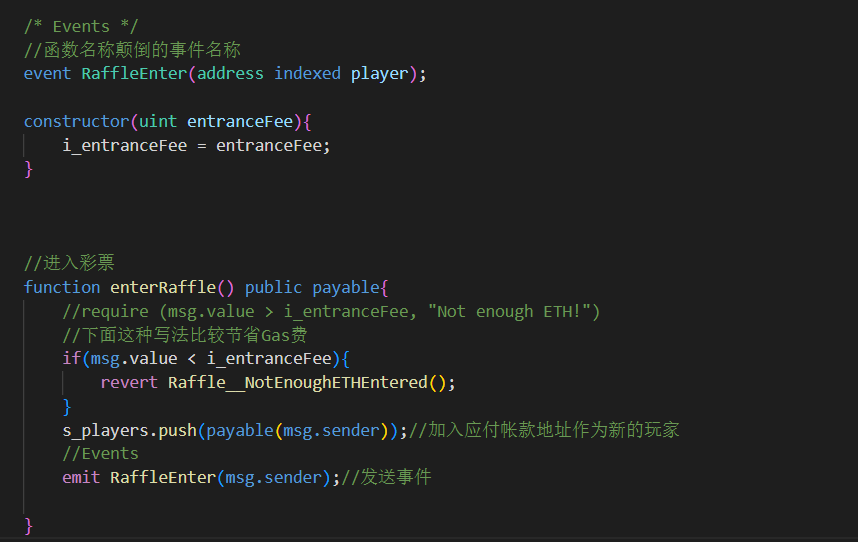 /* Events */
//函数名称颠倒的事件名称
event RaffleEnter(address indexed player);
constructor(uint entranceFee){
i_entranceFee = entranceFee;
}
//进入彩票
function enterRaffle() public payable{
//require (msg.value > i_entranceFee, "Not enough ETH!")
//下面这种写法比较节省Gas费
if(msg.value < i_entranceFee){
revert Raffle__NotEnoughETHEntered();
}
s_players.push(payable(msg.sender));//加入应付帐款地址作为新的玩家
//Events
emit RaffleEnter(msg.sender);//发送事件
}